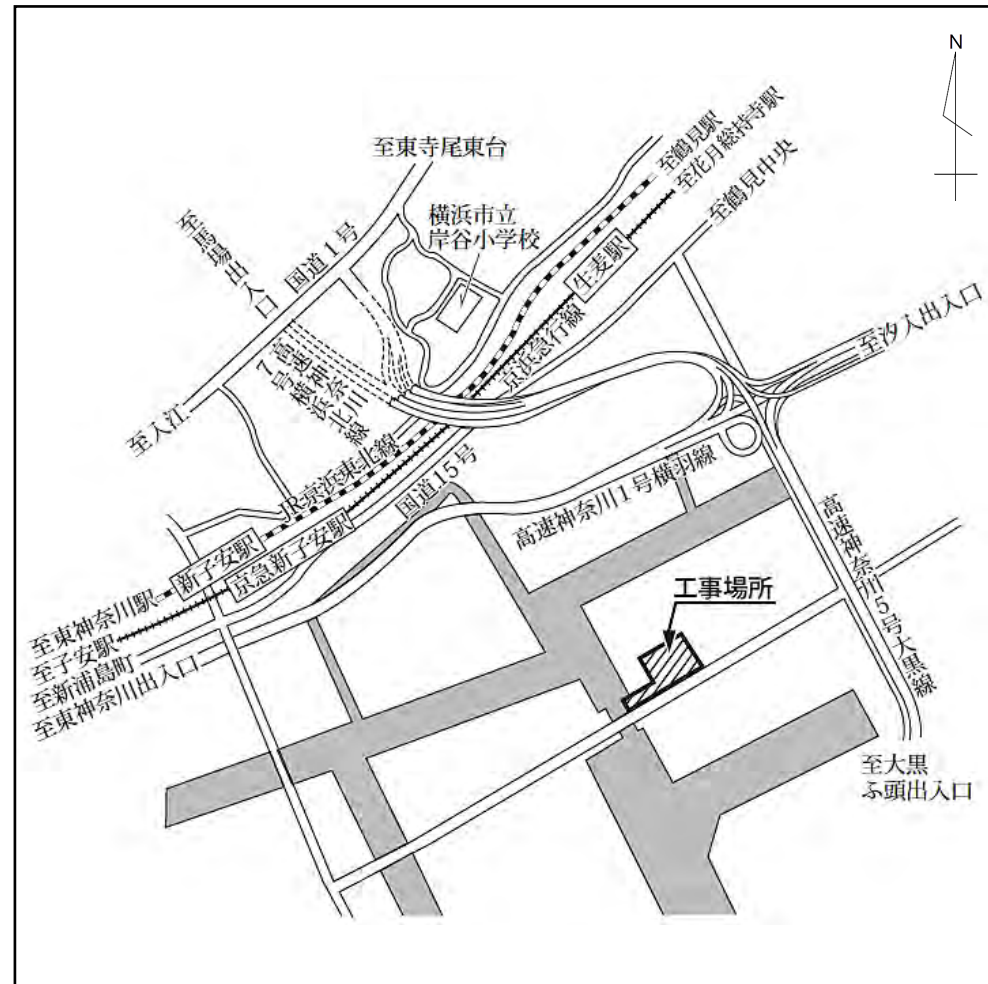 N
至東寺尾東台
至鶴見駅
至花月総持寺駅
至鶴見中央
横浜市立
岸谷小学校
至馬場出入口
国道1号
生麦駅
京浜急行線
至汐入出入口
高速神奈川
7号横浜北線
至入江
JR京浜東北線
国道15号
高速神奈川1号横羽線
高速神奈川5号大黒線
新子安駅
京急新子安駅
工事場所
至東神奈川駅
至子安駅
至新浦島町
至東神奈川出入口
至大黒
ふ頭出入口